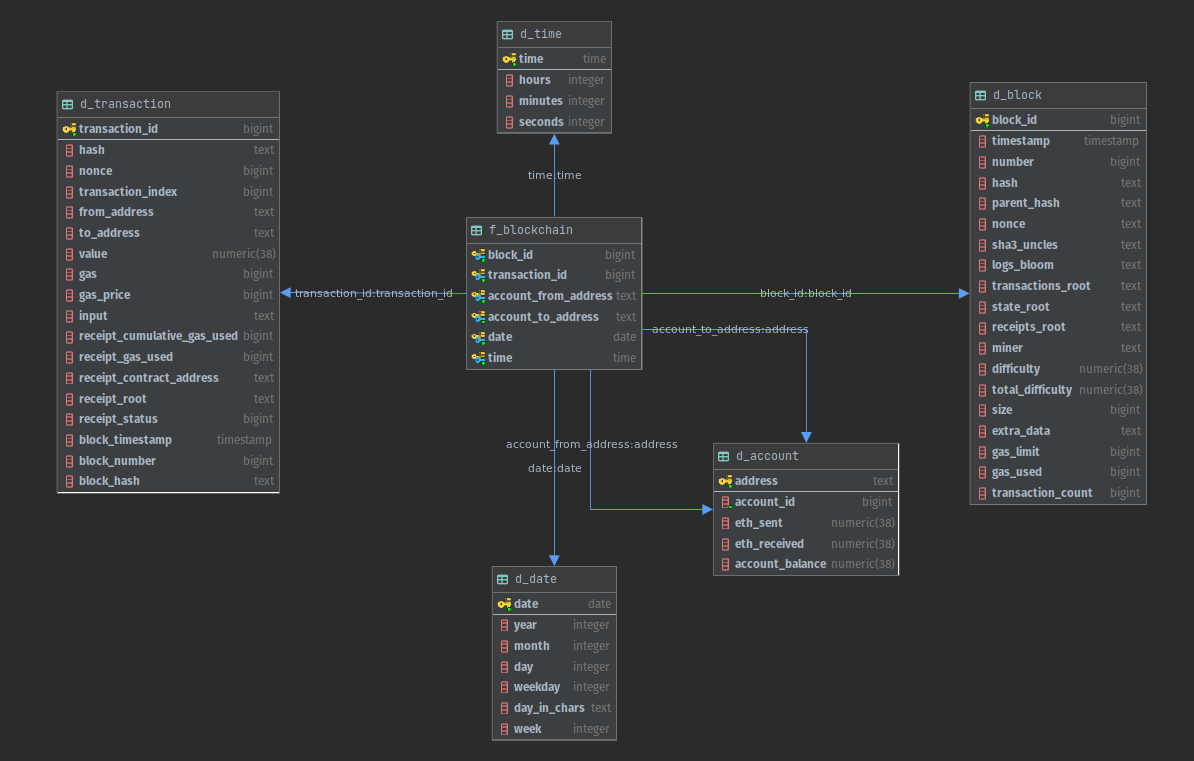 d_time
time time
hours integer
minutes integer
seconds integer
d_transaction
transaction_id bigint
hash text
nonce bigint
transaction_index bigint
from_address text
to_address text
value numeric(38)
gas bigint
gas_price bigint
input text
receipt_cumulative_gas_used bigint
receipt_gas_used bigint
receipt_contract_address text
receipt_root text
receipt_status bigint
block_timestamp timestamp
block_number bigint
block_hash text
time:time
f_blockchain
block_id bigint
transaction_id bigint
account_from_address text
account_to_address text
date date
time time
transaction_id:transaction_id
block_id:block_id
account_to_address:address
account_from_address:address
date:date
d_block
block_id bigint
timestamp timestamp
number bigint
hash text
parent_hash text
nonce text
sha3_uncles text
logs_bloom text
transactions_root text
state_root text
receipts_root text
miner text
difficulty numeric(38)
total_difficulty numeric(38)
size bigint
extra_data text
gas_limit bigint
gas_used bigint
transaction_count bigint
d_account
address text
account_id bigint
eth_sent numeric(38)
eth_received numeric(38)
account_balance numeric(38)
d_date
date date
year integer
month integer
day integer
weekday integer
day_in_chars text
week integer